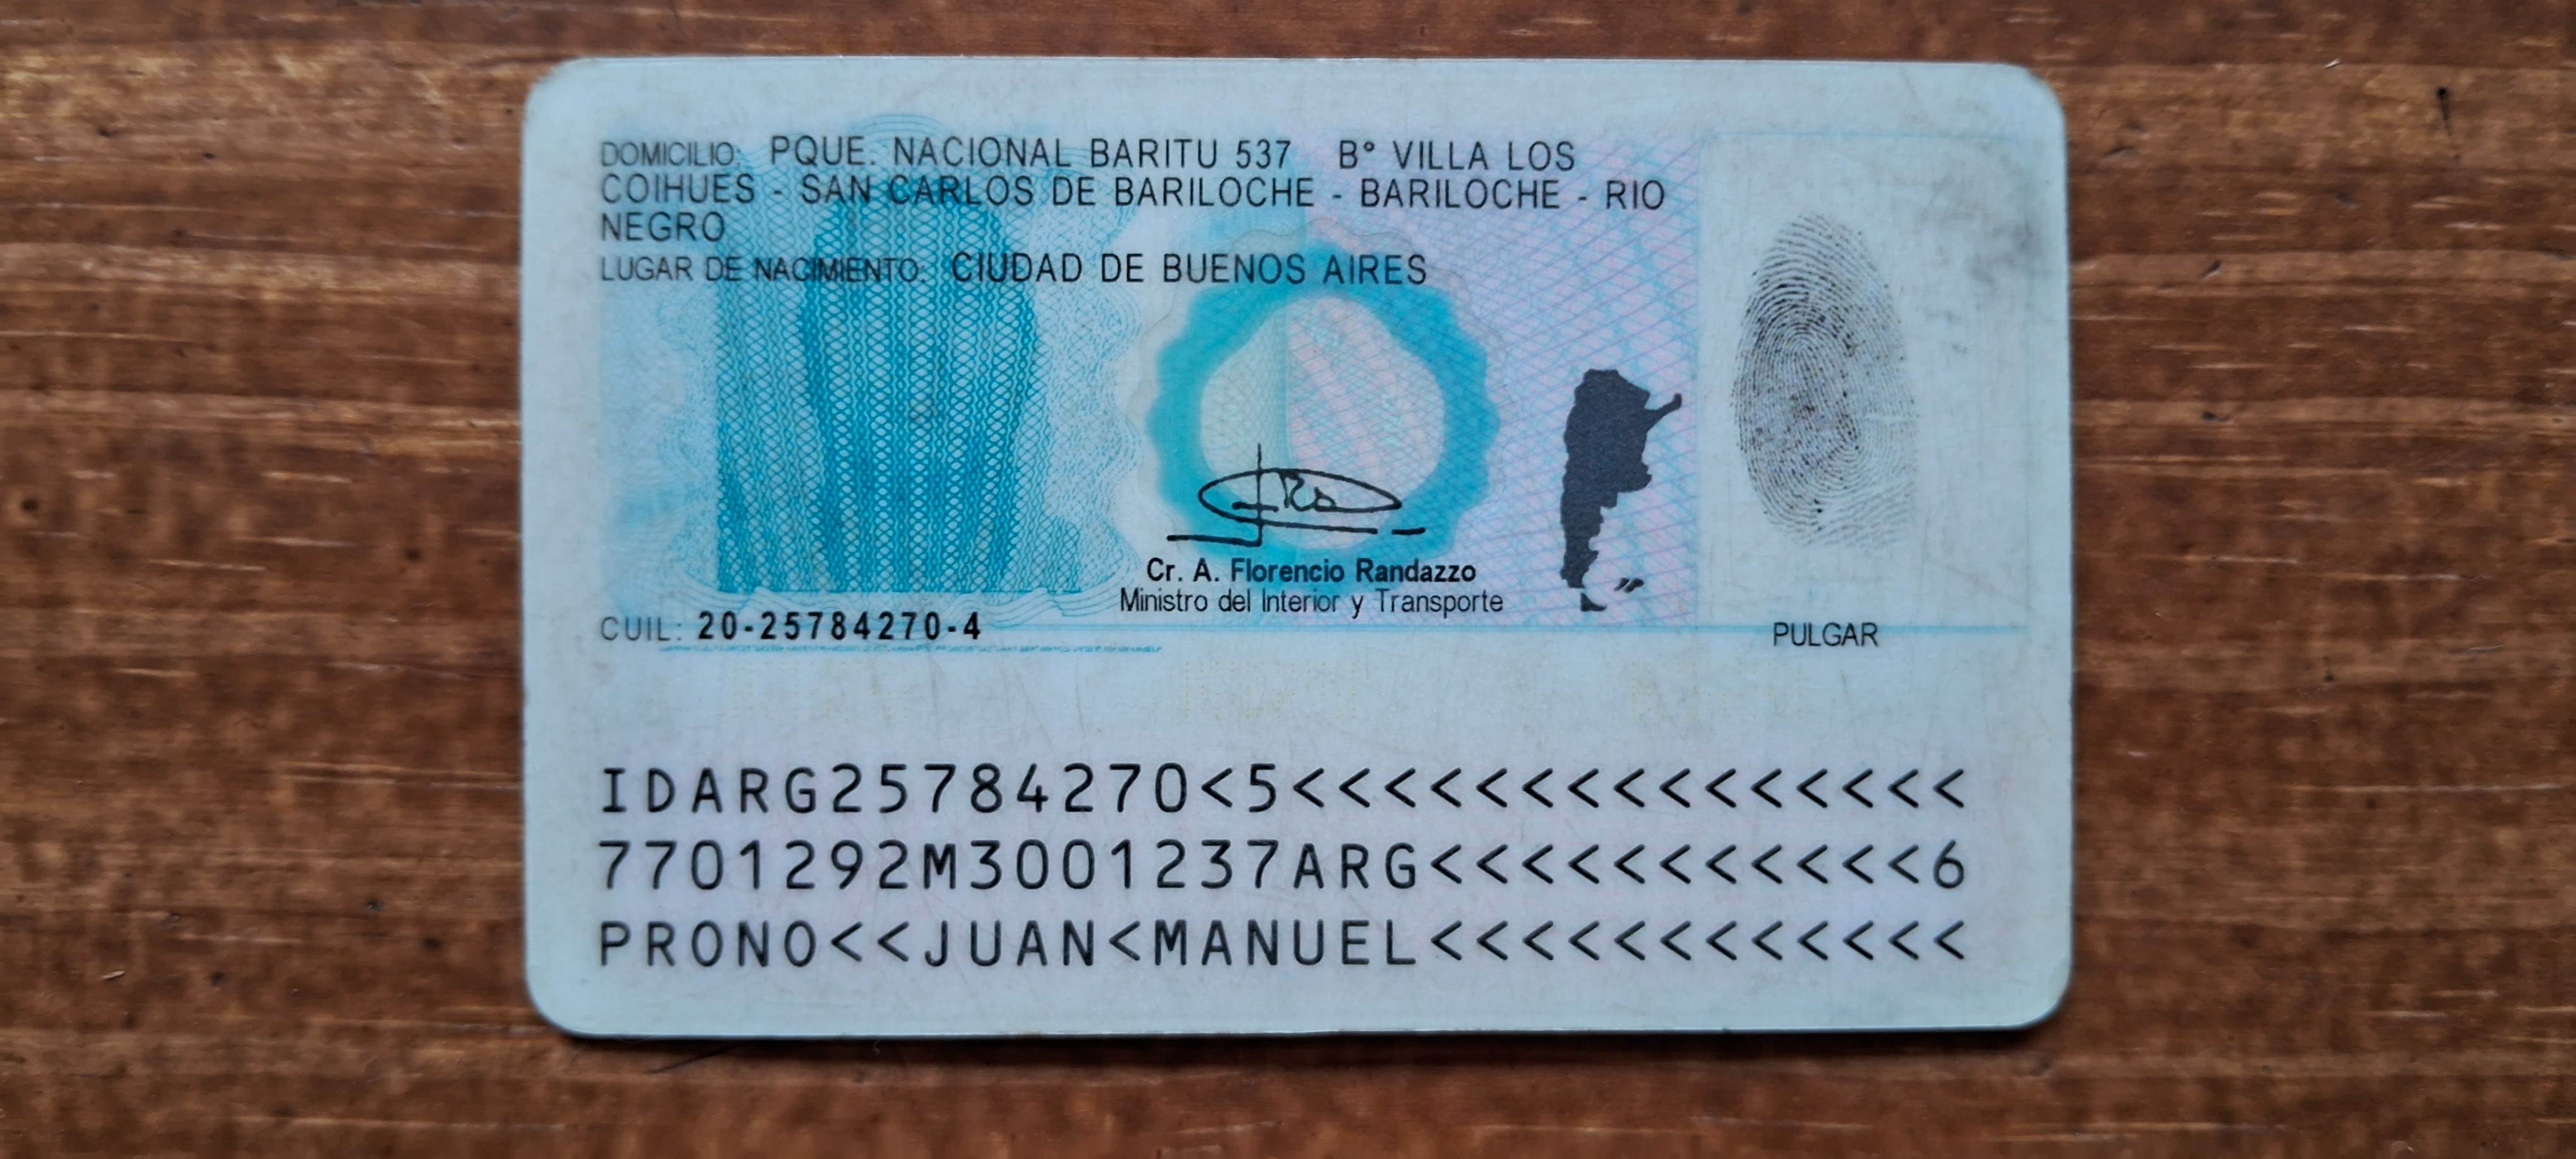 DOMICILIO: PQUE. NACIONAL BARITU 537 Bº VILLA LOS
COIHUES - SAN CARLOS DE BARILOCHE - BARILOCHE - RIO
NEGRO
LUGAR DE NACIMIENTO: CIUDAD DE BUENOS AIRES
Cr. A. Florencio Randazzo
Ministro del Interior y Transporte
CUIL: 20-25784270-4
PULGAR
IDARG25784270<5<<<<<<<<<<<<<<<
7701292M3001237ARG<<<<<<<<<<<6
PRONO<<JUAN<MANUEL<<<<<<<<<<<<